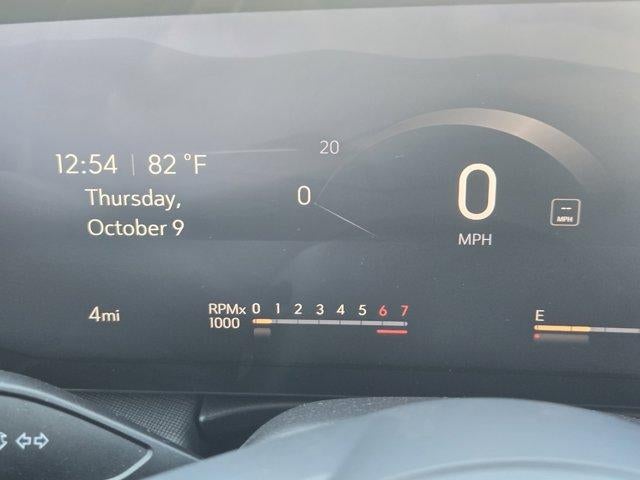 12:54 | 82 °F
Thursday,
October 9
20
0
0
MPH
--
MPH
4mi
RPMx 0 1 2 3 4 5 6 7
1000
E